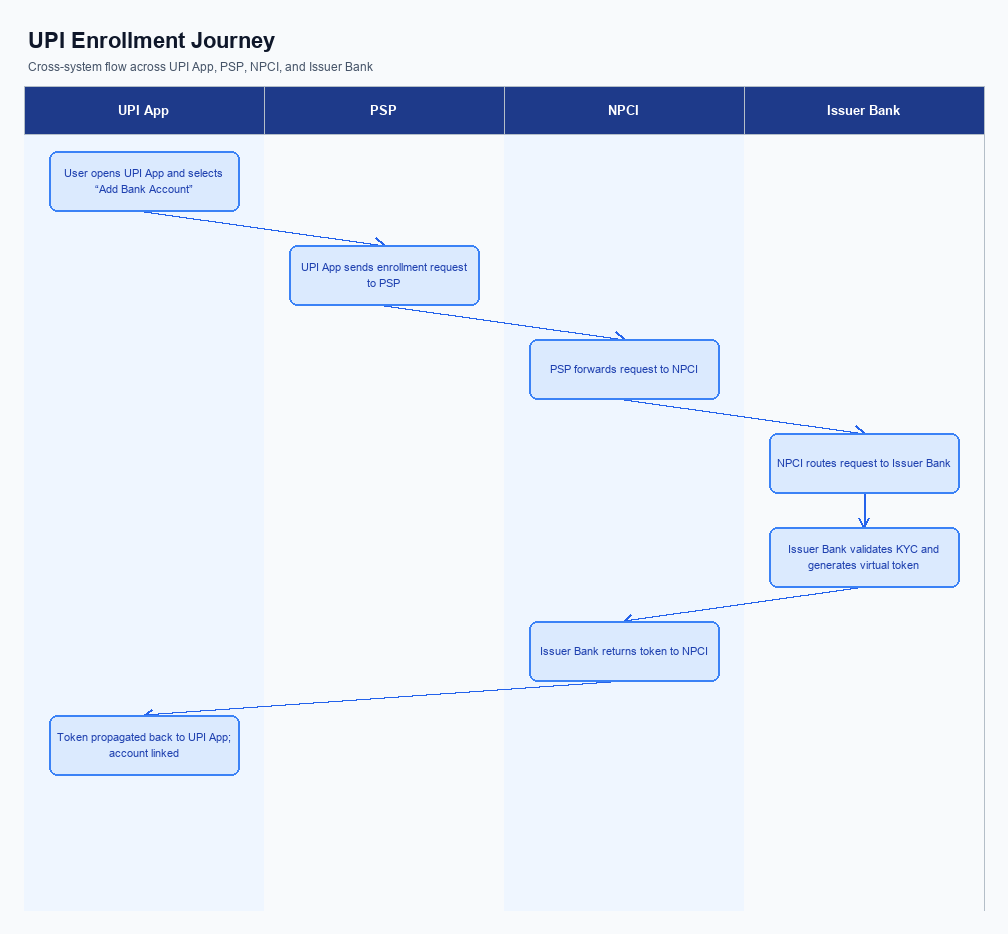 UPI Enrollment Journey
Cross-system flow across UPI App, PSP, NPCI, and Issuer Bank
UPI App
PSP
NPCI
Issuer Bank
User opens UPI App and selects
“Add Bank Account”
UPI App sends enrollment request
to PSP
PSP forwards request to NPCI
NPCI routes request to Issuer Bank
Issuer Bank validates KYC and
generates virtual token
Issuer Bank returns token to NPCI
Token propagated back to UPI App;
account linked